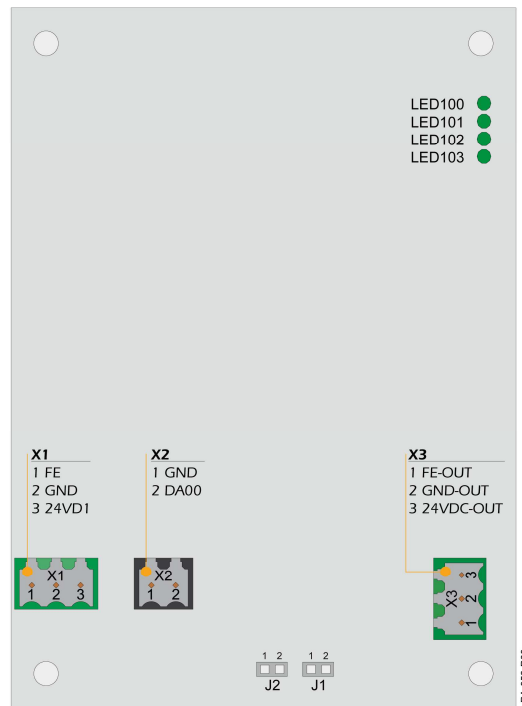 LED100
LED101
LED102
LED103
X1
1 FE
2 GND
3 24VD1
X2
1 GND
2 DA00
X3
1 FE-OUT
2 GND-OUT
3 24VDC-OUT
X1
1 2 3
X2
1 2
X3
1 2 3
1 2
J2
1 2
J1